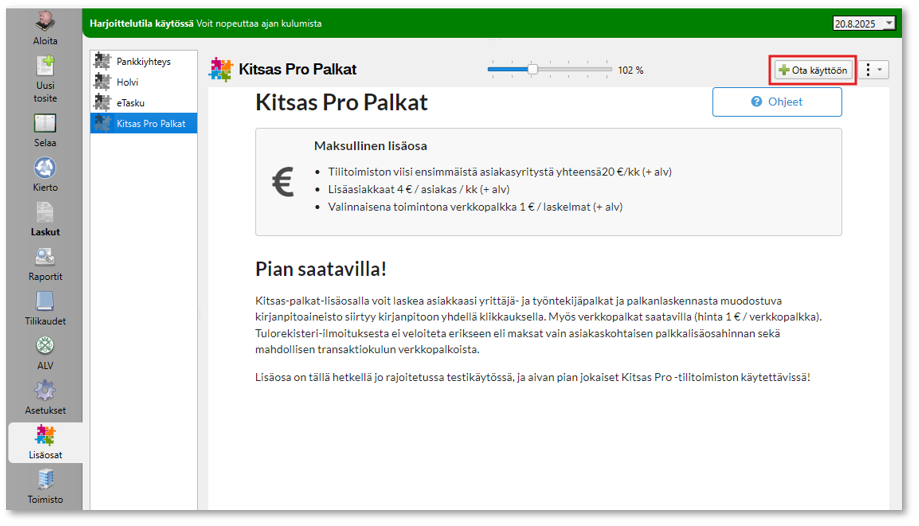 Harjoittelutila käytössä Voit nopeuttaa ajan kulumista
20.8.2025
Aloita
Uusi
tosite
Selaa
Kierto
Laskut
Raportit
Tilikaudet
ALV
Asetukset
Lisäosat
Toimisto
Pankkiyhteys
Holvi
eTasku
Kitsas Pro Palkat
Kitsas Pro Palkat
102 %
Ota käyttöön
Kitsas Pro Palkat
Ohjeet
Maksullinen lisäosa
• Tilitoimiston viisi ensimmäistä asiakasyritystä yhteensä20 €/kk (+ alv)
• Lisäasiakkaat 4 € / asiakas / kk (+ alv)
• Valinnaisena toimintona verkkopalkka 1 € / laskelmat (+ alv)
Pian saatavilla!
Kitsas-palkat-lisäosalla voit laskea asiakkaasi yrittäjä- ja työntekijäpalkat ja palkanlaskennasta muodostuva
kirjanpitoaineisto siirtyy kirjanpitoon yhdellä klikkauksella. Myös verkkopalkat saatavilla (hinta 1 € / verkkopalkka).
Tulorekisteri-ilmoituksesta ei veloiteta erikseen eli maksat vain asiakaskohtaisen palkkalisäosahinnan sekä
mahdollisen transaktiokulun verkkopalkoista.
Lisäosa on tällä hetkellä jo rajoitetussa testikäytössä, ja aivan pian jokaiset Kitsas Pro -tilitoimiston käytettävissä!